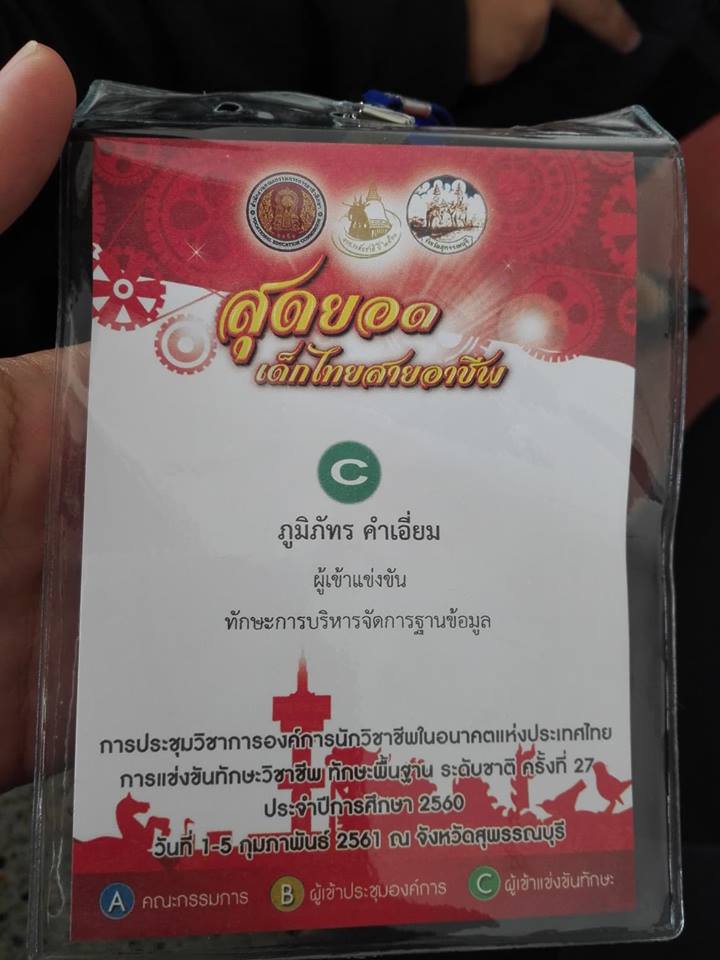 สุดยอด
เด็กไทยสายอาชีพ
C
ภูมิภัทร คำเอี่ยม
ผู้เข้าแข่งขัน
ทักษะการบริหารจัดการฐานข้อมูล
การประชุมวิชาการองค์การนักวิชาชีพในอนาคตแห่งประเทศไทย
การแข่งขันทักษะวิชาชีพ ทักษะพื้นฐาน ระดับชาติ ครั้งที่ 27
ประจำปีการศึกษา 2560
วันที่ 1-5 กุมภาพันธ์ 2561 ณ จังหวัดสุพรรณบุรี
A คณะกรรมการ B ผู้เข้าประชุมองค์การ C ผู้เข้าแข่งขันทักษะ